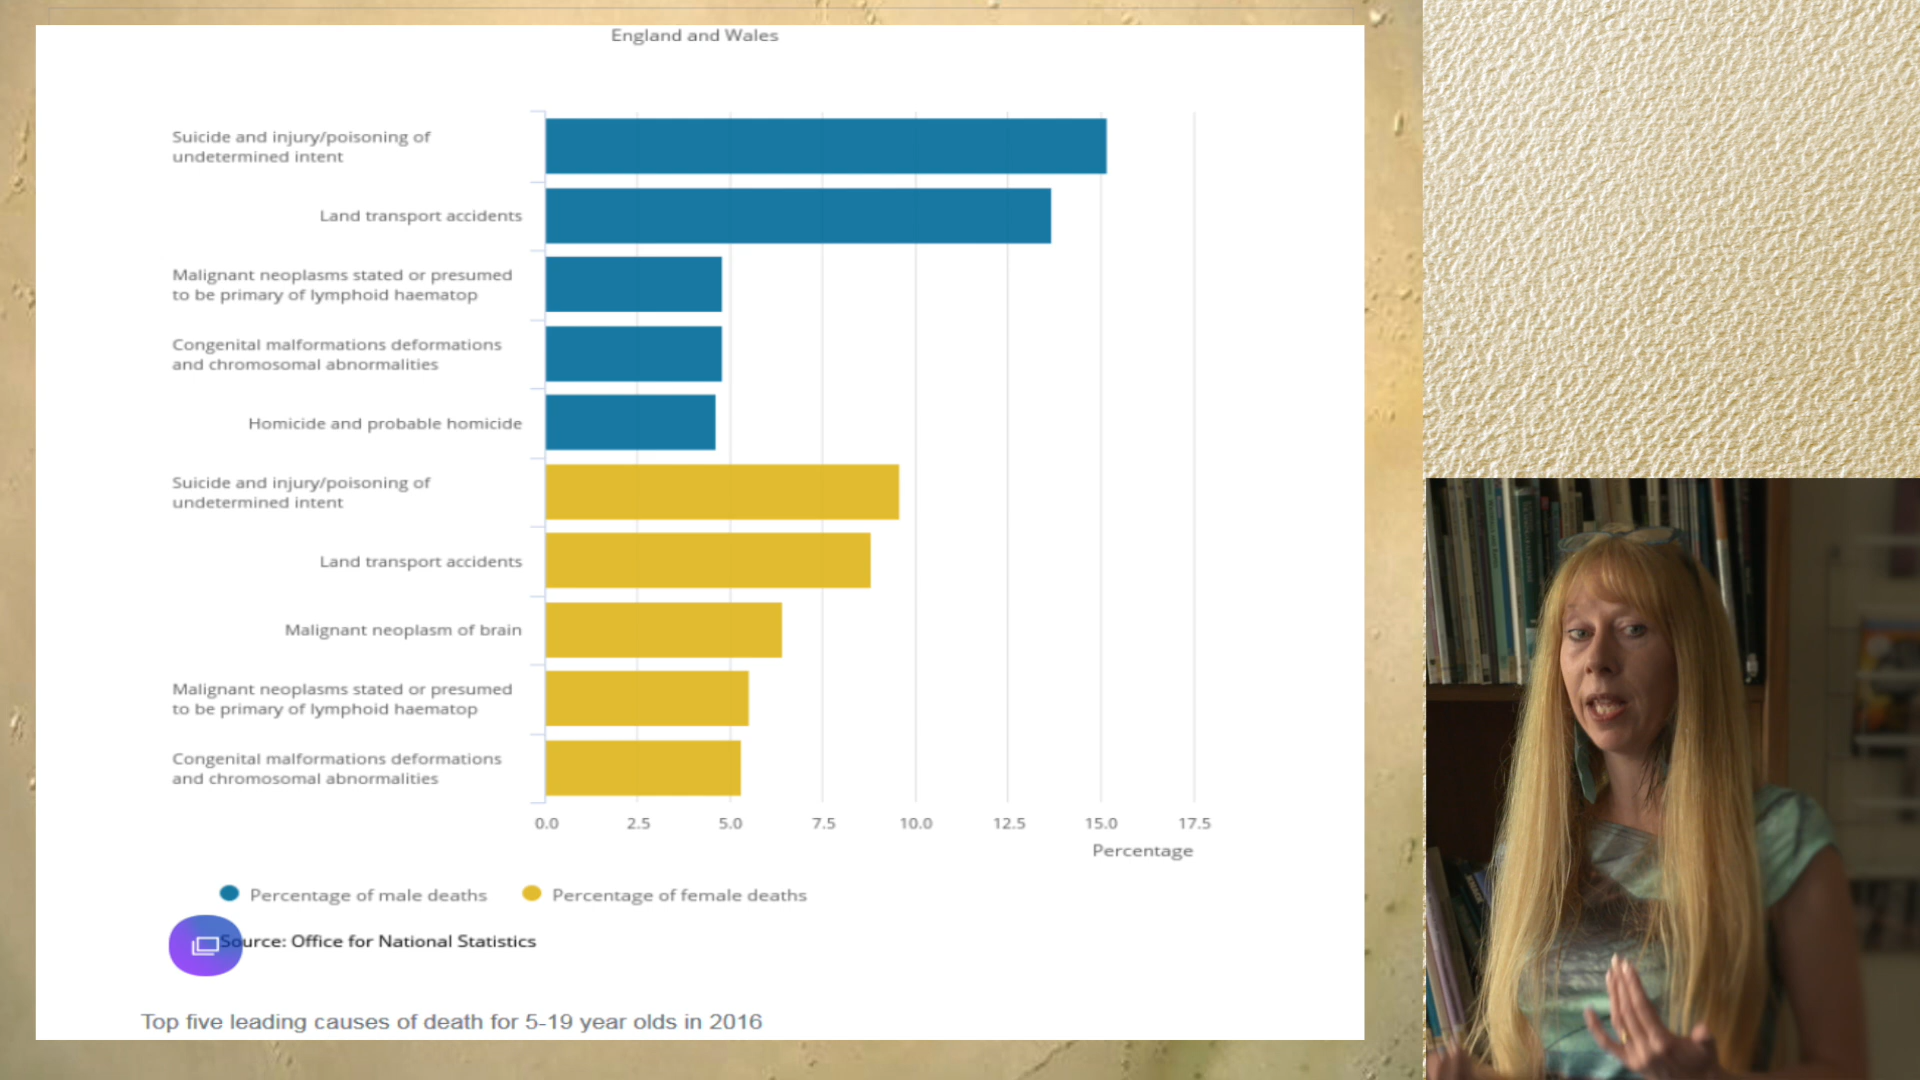 England and Wales
Suicide and injury/poisoning of
undetermined intent
Land transport accidents
Malignant neoplasms stated or presumed
to be primary of lymphoid haematop
Congenital malformations deformations
and chromosomal abnormalities
Homicide and probable homicide
Suicide and injury/poisoning of
undetermined intent
Land transport accidents
Malignant neoplasm of brain
Malignant neoplasms stated or presumed
to be primary of lymphoid haematop
Congenital malformations deformations
and chromosomal abnormalities
0.0 2.5 5.0 7.5 10.0 12.5 15.0 17.5
Percentage
Percentage of male deaths Percentage of female deaths
Source: Office for National Statistics
Top five leading causes of death for 5-19 year olds in 2016